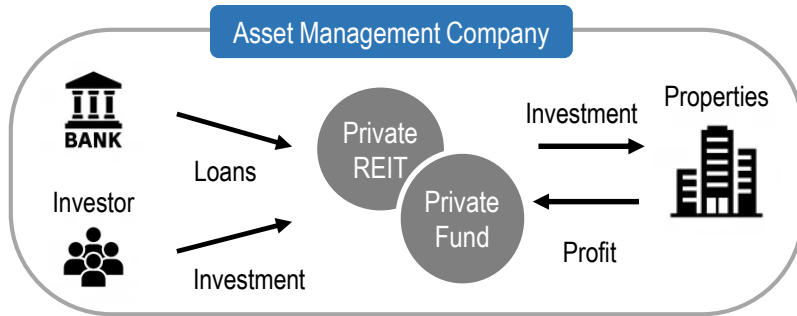 Asset Management Company
BANK
Loans
Investor
Investment
Private
REIT
Private
Fund
Investment
Profit
Properties